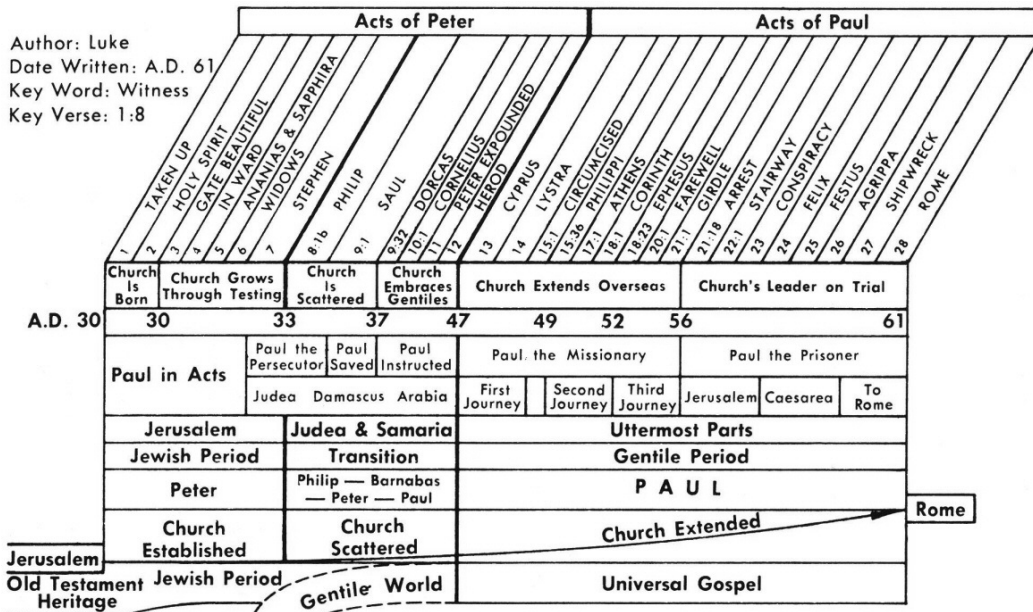 Acts of Peter
Acts of Paul
Author: Luke
Date Written: A.D. 61
Key Word: Witness
Key Verse: 1:8
TAKEN UP
HOLY SPIRIT
GATE BEAUTIFUL
IN WARD
ANANIAS & SAPPHIRA
WIDOWS
STEPHEN
PHILIP
SAUL
DORCAS
CORNELIUS
PETER EXPOUNDED
HEROD
CYPRUS
LYSTRA
CIRCUMCISED
PHILIPPI
ATHENS
CORINTH
EPHESUS
FAREWELL
GIRDLE
ARREST
STAIRWAY
CONSPIRACY
FELIX
FESTUS
AGRIPPA
SHIPWRECK
ROME
1 2 3 4 5 6 7 8:1b 9:1 9:32 10:1 11 12 13 14 15:1 15:36 17:1 18:1 18:23 20:1 21:1 21:18 22:1 23 24 25 26 27 28
Church Is Born
Church Grows Through Testing
Church Is Scattered
Church Embraces Gentiles
Church Extends Overseas
Church's Leader on Trial
A.D. 30 30 33 37 47 49 52 56 61
Paul in Acts
Paul the Persecutor
Paul Saved
Paul Instructed
Paul the Missionary
Paul the Prisoner
Judea Damascus Arabia
First Journey
Second Journey
Third Journey
Jerusalem
Caesarea
To Rome
Jerusalem
Judea & Samaria
Uttermost Parts
Jewish Period
Transition
Gentile Period
Peter
Philip — Barnabas
— Peter — Paul
PAUL
Rome
Church Established
Church Scattered
Church Extended
Jerusalem
Old Testament Heritage
Jewish Period
Gentile World
Universal Gospel